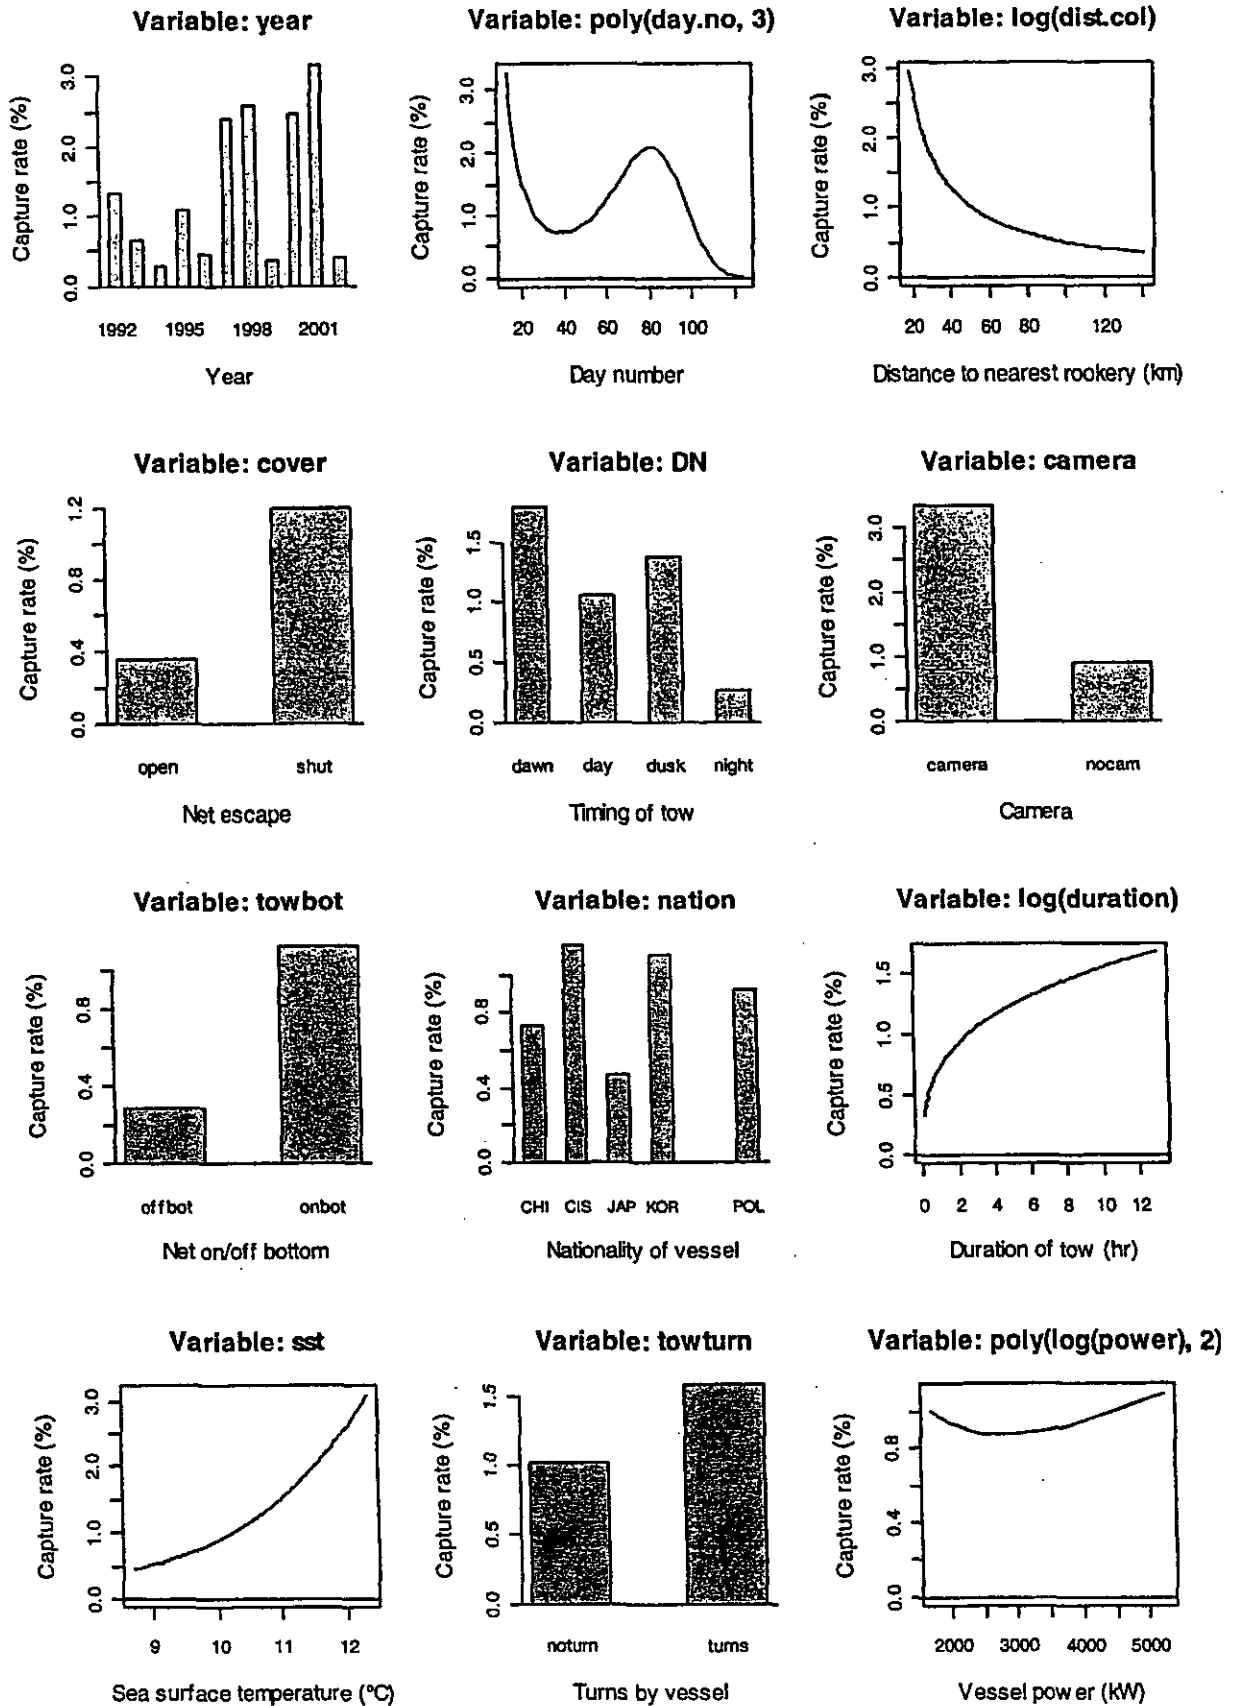 Variable: year
Capture rate (%)
0.0 1.0 2.0 3.0
1992 1995 1998 2001
Year
Variable: poly(day.no, 3)
Capture rate (%)
0.0 1.0 2.0 3.0
20 40 60 80 100
Day number
Variable: log(dist.col)
Capture rate (%)
0.0 1.0 2.0 3.0
20 40 60 80 120
Distance to nearest rookery (km)
Variable: cover
Capture rate (%)
0.0 0.4 0.8 1.2
open shut
Net escape
Variable: DN
Capture rate (%)
0.0 0.5 1.0 1.5
dawn day dusk night
Timing of tow
Variable: camera
Capture rate (%)
0.0 1.0 2.0 3.0
camera nocam
Camera
Variable: towbot
Capture rate (%)
0.0 0.4 0.8
offbot onbot
Net on/off bottom
Variable: nation
Capture rate (%)
0.0 0.4 0.8
CHI CIS JAP KOR POL
Nationality of vessel
Variable: log(duration)
Capture rate (%)
0.0 0.5 1.0 1.5
0 2 4 6 8 10 12
Duration of tow (hr)
Variable: sst
Capture rate (%)
0.0 1.0 2.0 3.0
9 10 11 12
Sea surface temperature (°C)
Variable: towturn
Capture rate (%)
0.0 0.5 1.0 1.5
noturn turns
Turns by vessel
Variable: poly(log(power), 2)
Capture rate (%)
0.0 0.4 0.8
2000 3000 4000 5000
Vessel power (kW)